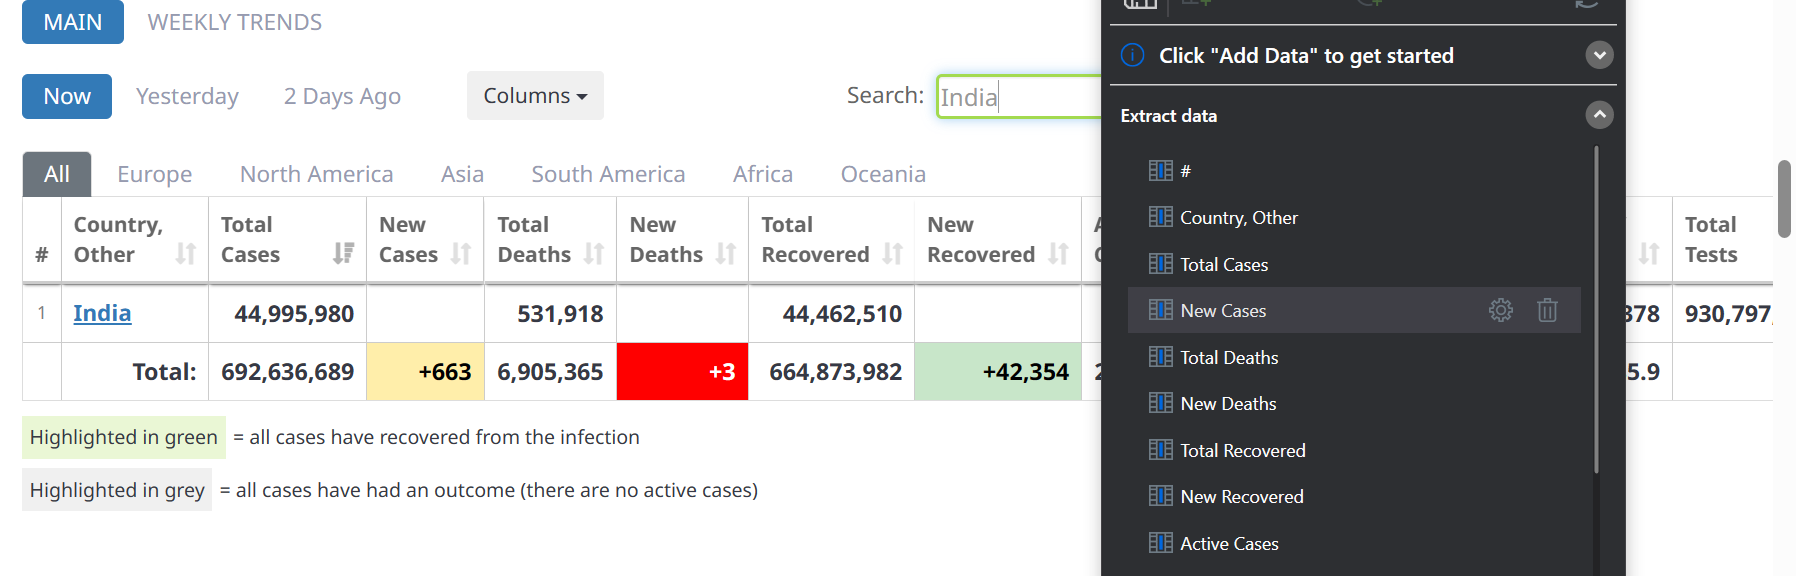 MAIN WEEKLY TRENDS
Now Yesterday 2 Days Ago Columns Search: India
All Europe North America Asia South America Africa Oceania
# Country, Other Total Cases New Cases Total Deaths New Deaths Total Recovered New Recovered Total Tests
1 India 44,995,980 531,918 44,462,510 378 930,797,
Total: 692,636,689 +663 6,905,365 +3 664,873,982 +42,354 5.9
Highlighted in green = all cases have recovered from the infection
Highlighted in grey = all cases have had an outcome (there are no active cases)
Click "Add Data" to get started
Extract data
#
Country, Other
Total Cases
New Cases
Total Deaths
New Deaths
Total Recovered
New Recovered
Active Cases